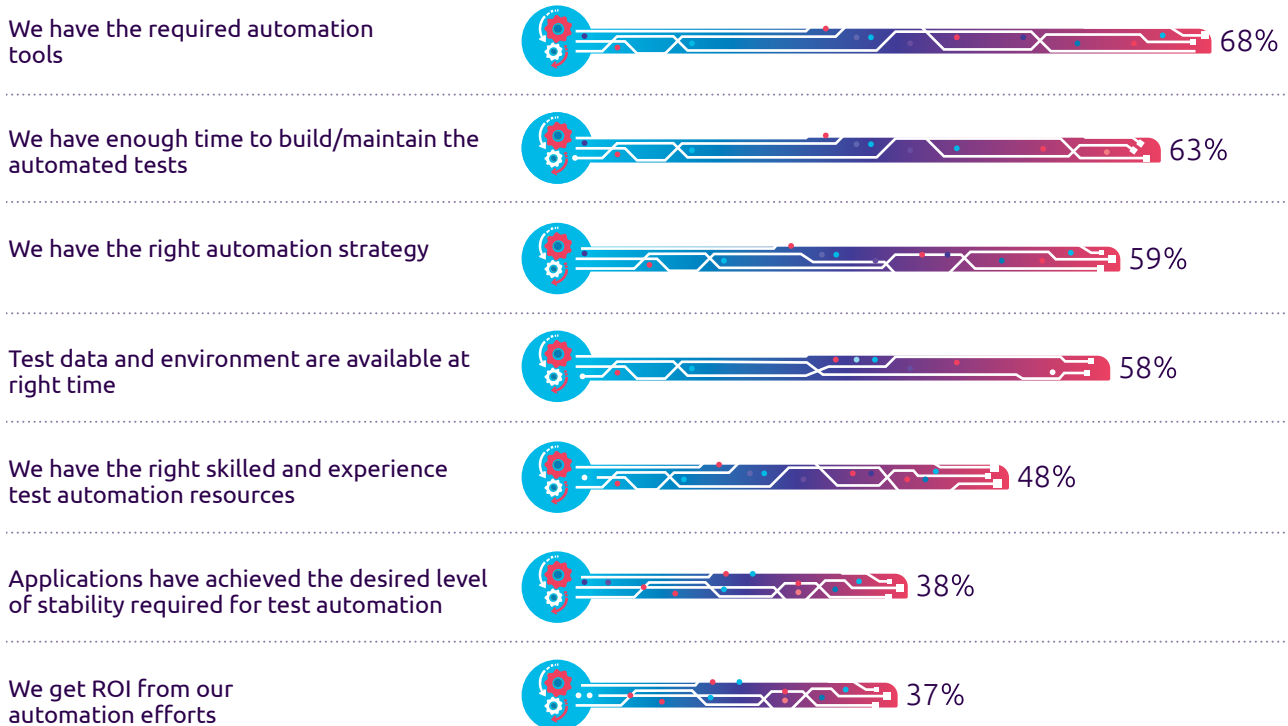 We have the required automation
tools
68%
We have enough time to build/maintain the
automated tests
63%
We have the right automation strategy
59%
Test data and environment are available at
right time
58%
We have the right skilled and experience
test automation resources
48%
Applications have achieved the desired level
of stability required for test automation
38%
We get ROI from our
automation efforts
37%